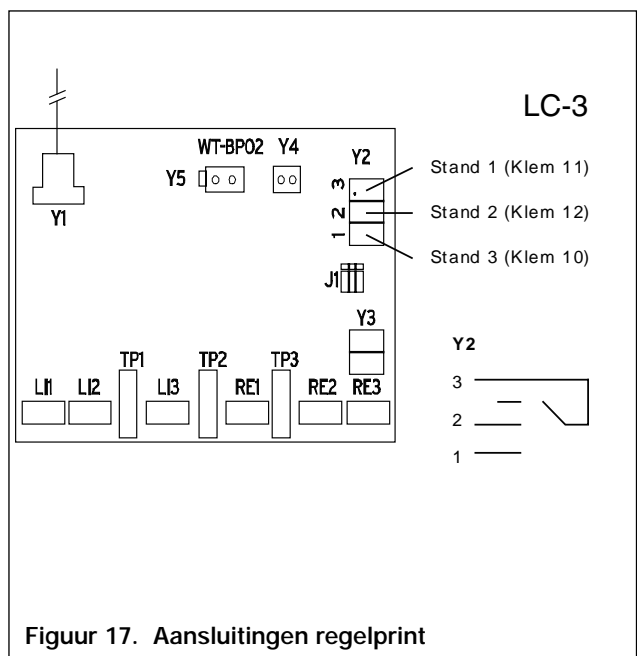 LC-3
WT-BP02 Y4
Y5
Y2
Y1
3
2
1
Stand 1 (Klem 11)
Stand 2 (Klem 12)
Stand 3 (Klem 10)
J1
Y3
TP1 TP2 TP3
LI1 LI2 LI3 RE1 RE2 RE3
Y2
3
2
1
Figuur 17. Aansluitingen regelprint